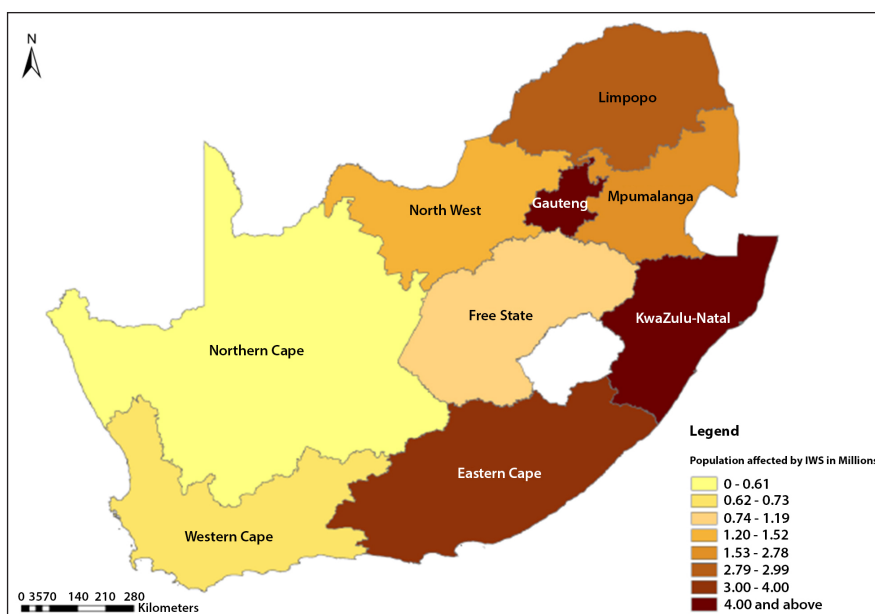 N
Limpopo
Gauteng
Mpumalanga
North West
Free State
KwaZulu-Natal
Northern Cape
Eastern Cape
Western Cape
Legend
Population affected by IWS in Millions
0 - 0.61
0.62 - 0.73
0.74 - 1.19
1.20 - 1.52
1.53 - 2.78
2.79 - 2.99
3.00 - 4.00
4.00 and above
0 3570 140 210 280
Kilometers